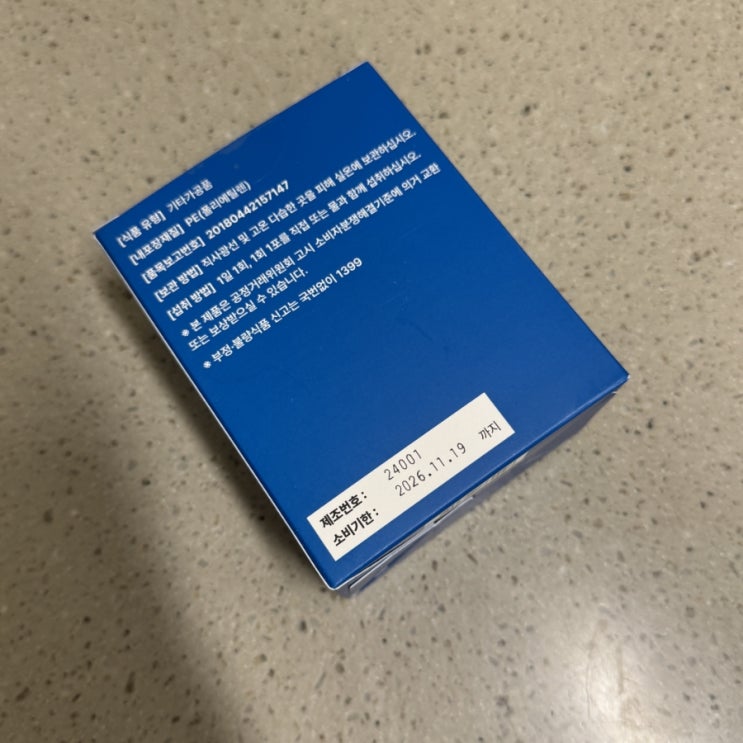 [식품 유형] 기타가공품
[내포장재질] PE(폴리에틸렌)
[품목보고번호] 20180442157147
[보관 방법] 직사광선 및 고온 다습한 곳을 피해 실온에 보관하십시오.
[섭취 방법] 1일 1회, 1회 1포를 직접 또는 물과 함께 섭취하십시오.
※ 본 제품은 공정거래위원회 고시 소비자분쟁해결기준에 의거 교환
또는 보상받으실 수 있습니다.
※ 부정·불량식품 신고는 국번없이 1399
제조번호: 24001
소비기한: 2026.11.19 까지